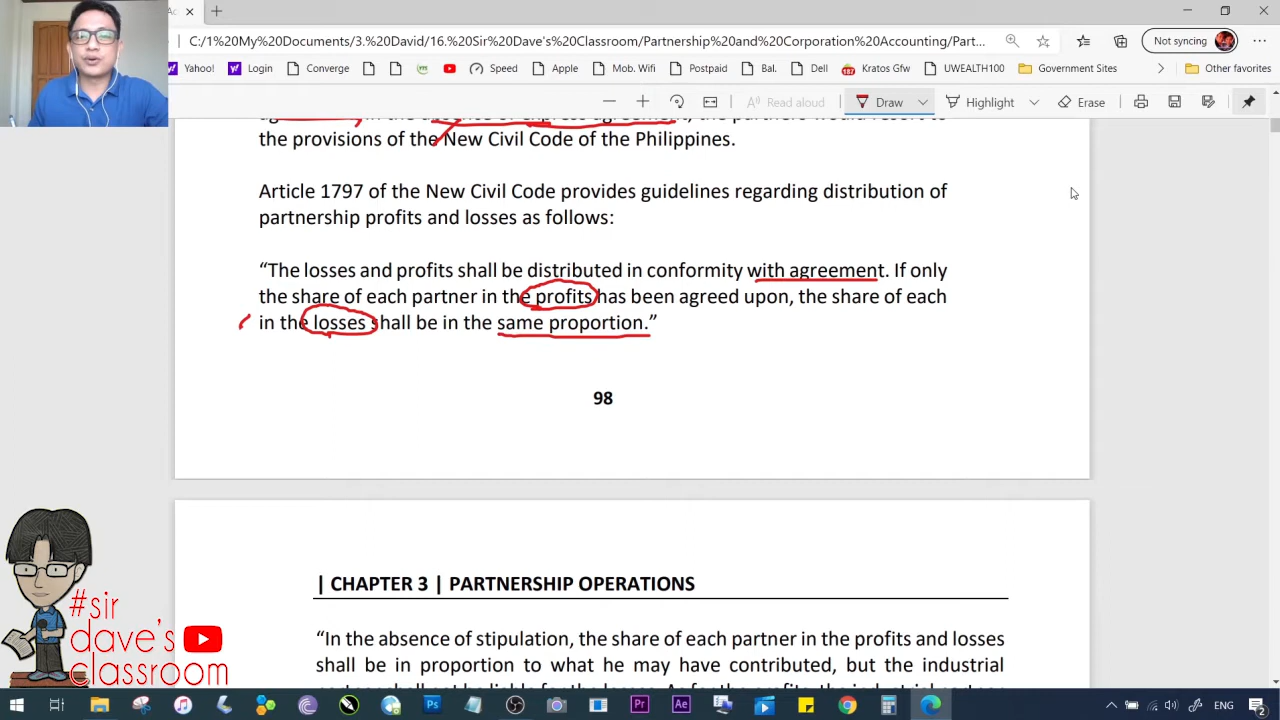 C:/1%20My%20Documents/3.%20David/16.%20Sir%20Dave's%20Classroom/Partnership%20and%20Corporation%20Accounting/Part...
Not syncing
Yahoo!
Login
Converge
Speed
Apple
Mob. Wifi
Postpaid
Bal.
Dell
Kratos Gfw
UWEALTH100
Government Sites
Other favorites
Read aloud
Draw
Highlight
Erase
the provisions of the New Civil Code of the Philippines.
Article 1797 of the New Civil Code provides guidelines regarding distribution of
partnership profits and losses as follows:
“The losses and profits shall be distributed in conformity with agreement. If only
the share of each partner in the profits has been agreed upon, the share of each
in the losses shall be in the same proportion.”
98
| CHAPTER 3 | PARTNERSHIP OPERATIONS
“In the absence of stipulation, the share of each partner in the profits and losses
shall be in proportion to what he may have contributed, but the industrial
#sir
dave's
classroom